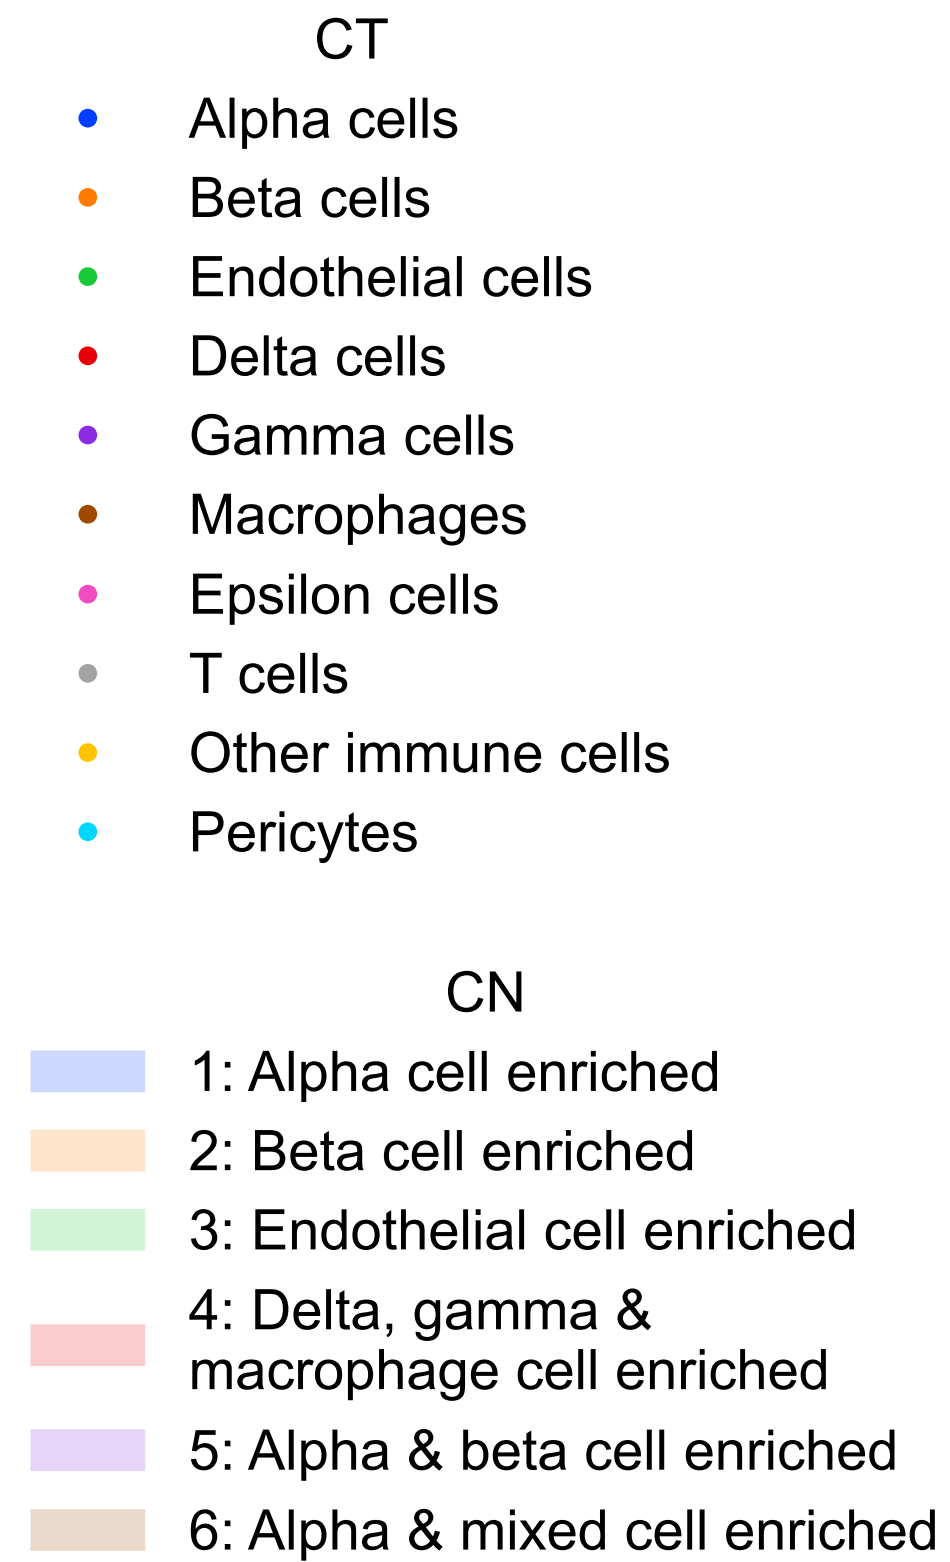 CT
Alpha cells
Beta cells
Endothelial cells
Delta cells
Gamma cells
Macrophages
Epsilon cells
T cells
Other immune cells
Pericytes
CN
1: Alpha cell enriched
2: Beta cell enriched
3: Endothelial cell enriched
4: Delta, gamma &
macrophage cell enriched
5: Alpha & beta cell enriched
6: Alpha & mixed cell enriched